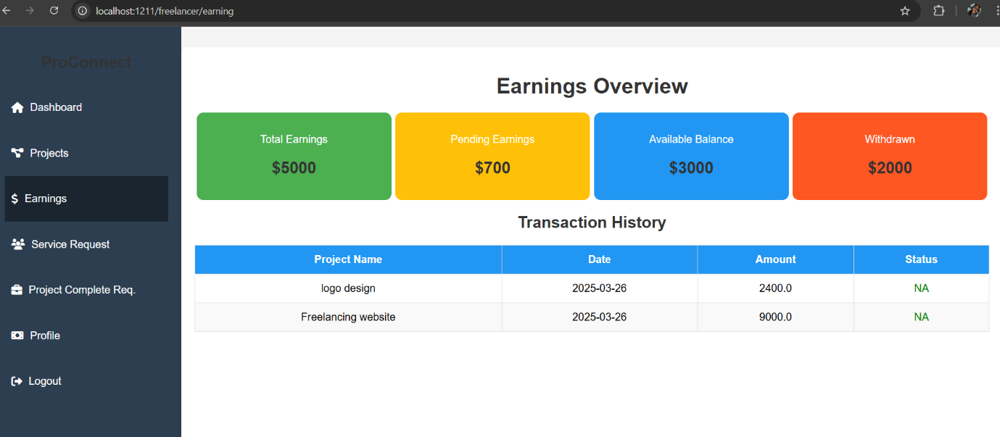 localhost:1211/freelancer/earning
ProConnect
Dashboard
Projects
$ Earnings
Service Request
Project Complete Req.
Profile
Logout
Earnings Overview
Total Earnings Pending Earnings Available Balance Withdrawn
$5000 $700 $3000 $2000
Transaction History
Project Name Date Amount Status
logo design 2025-03-26 2400.0 NA
Freelancing website 2025-03-26 9000.0 NA